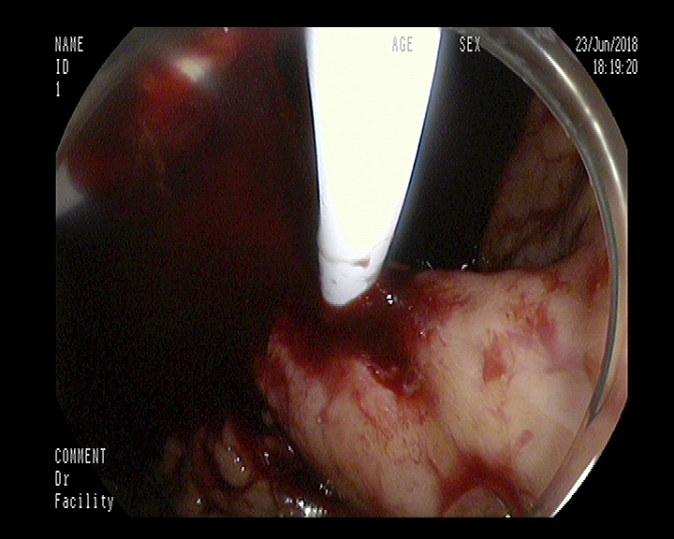 NAME AGE SEX 23/Jun/2018
ID 18:19:20
1
COMMENT
Dr
Facility